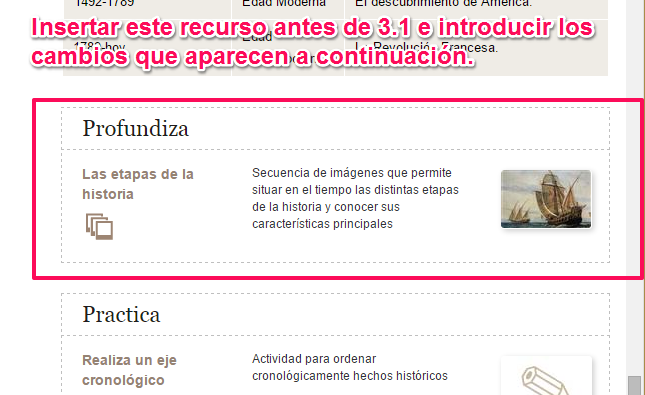 1492-1789 Edad Moderna El descubrimiento de América.
Insertar este recurso antes de 3.1 e introducir los
1789-hoy Edad Francesa.
cambios que aparecen a continuación.
Profundiza
Las etapas de la
historia
Secuencia de imágenes que permite
situar en el tiempo las distintas etapas
de la historia y conocer sus
características principales
Practica
Realiza un eje
cronológico
Actividad para ordenar
cronológicamente hechos históricos